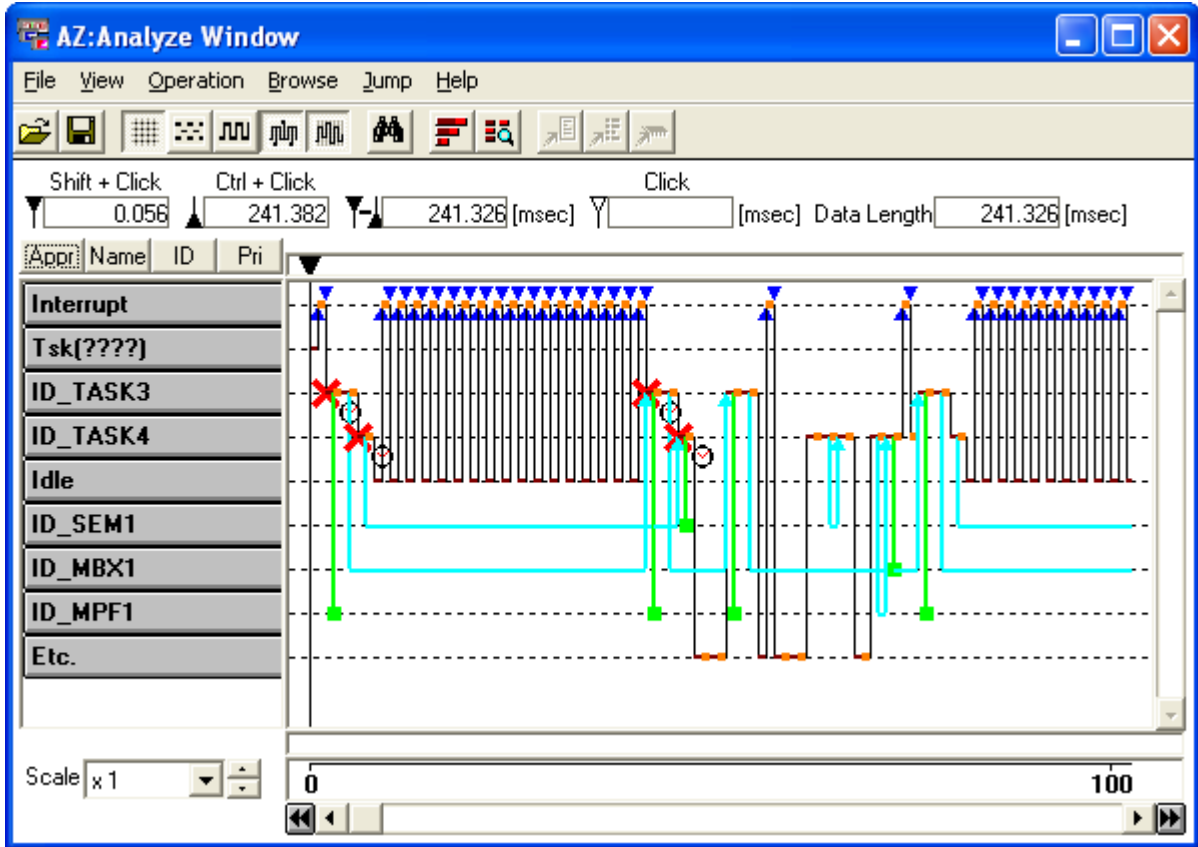 AZ:Analyze Window
File View Operation Browse Jump Help
Shift + Click Ctrl + Click Click
0.056 241.382 241.326 [msec] [msec] Data Length 241.326 [msec]
Appr Name ID Pri
Interrupt
Tsk(????)
ID_TASK3
ID_TASK4
Idle
ID_SEM1
ID_MBX1
ID_MPF1
Etc.
Scale x 1 0 100